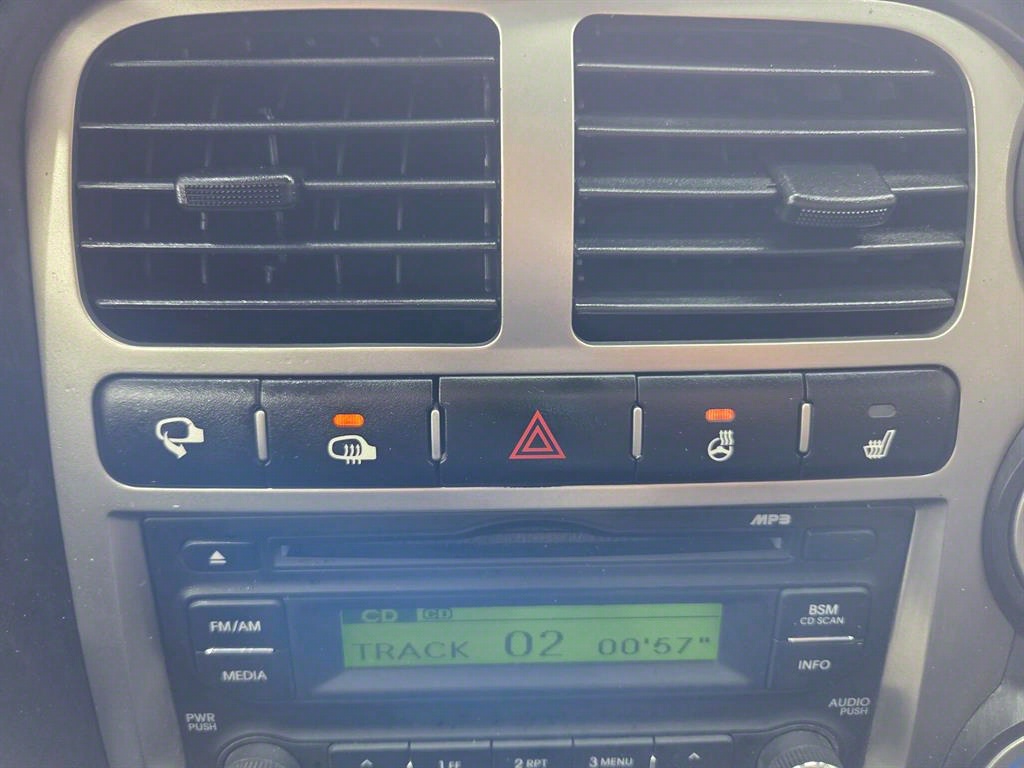 MP3
FM/AM
MEDIA
CD CD
TRACK 02 00'57"
BSM
CD SCAN
INFO
PWR
PUSH
AUDIO
PUSH
1 FF
2 RPT
3 MENU